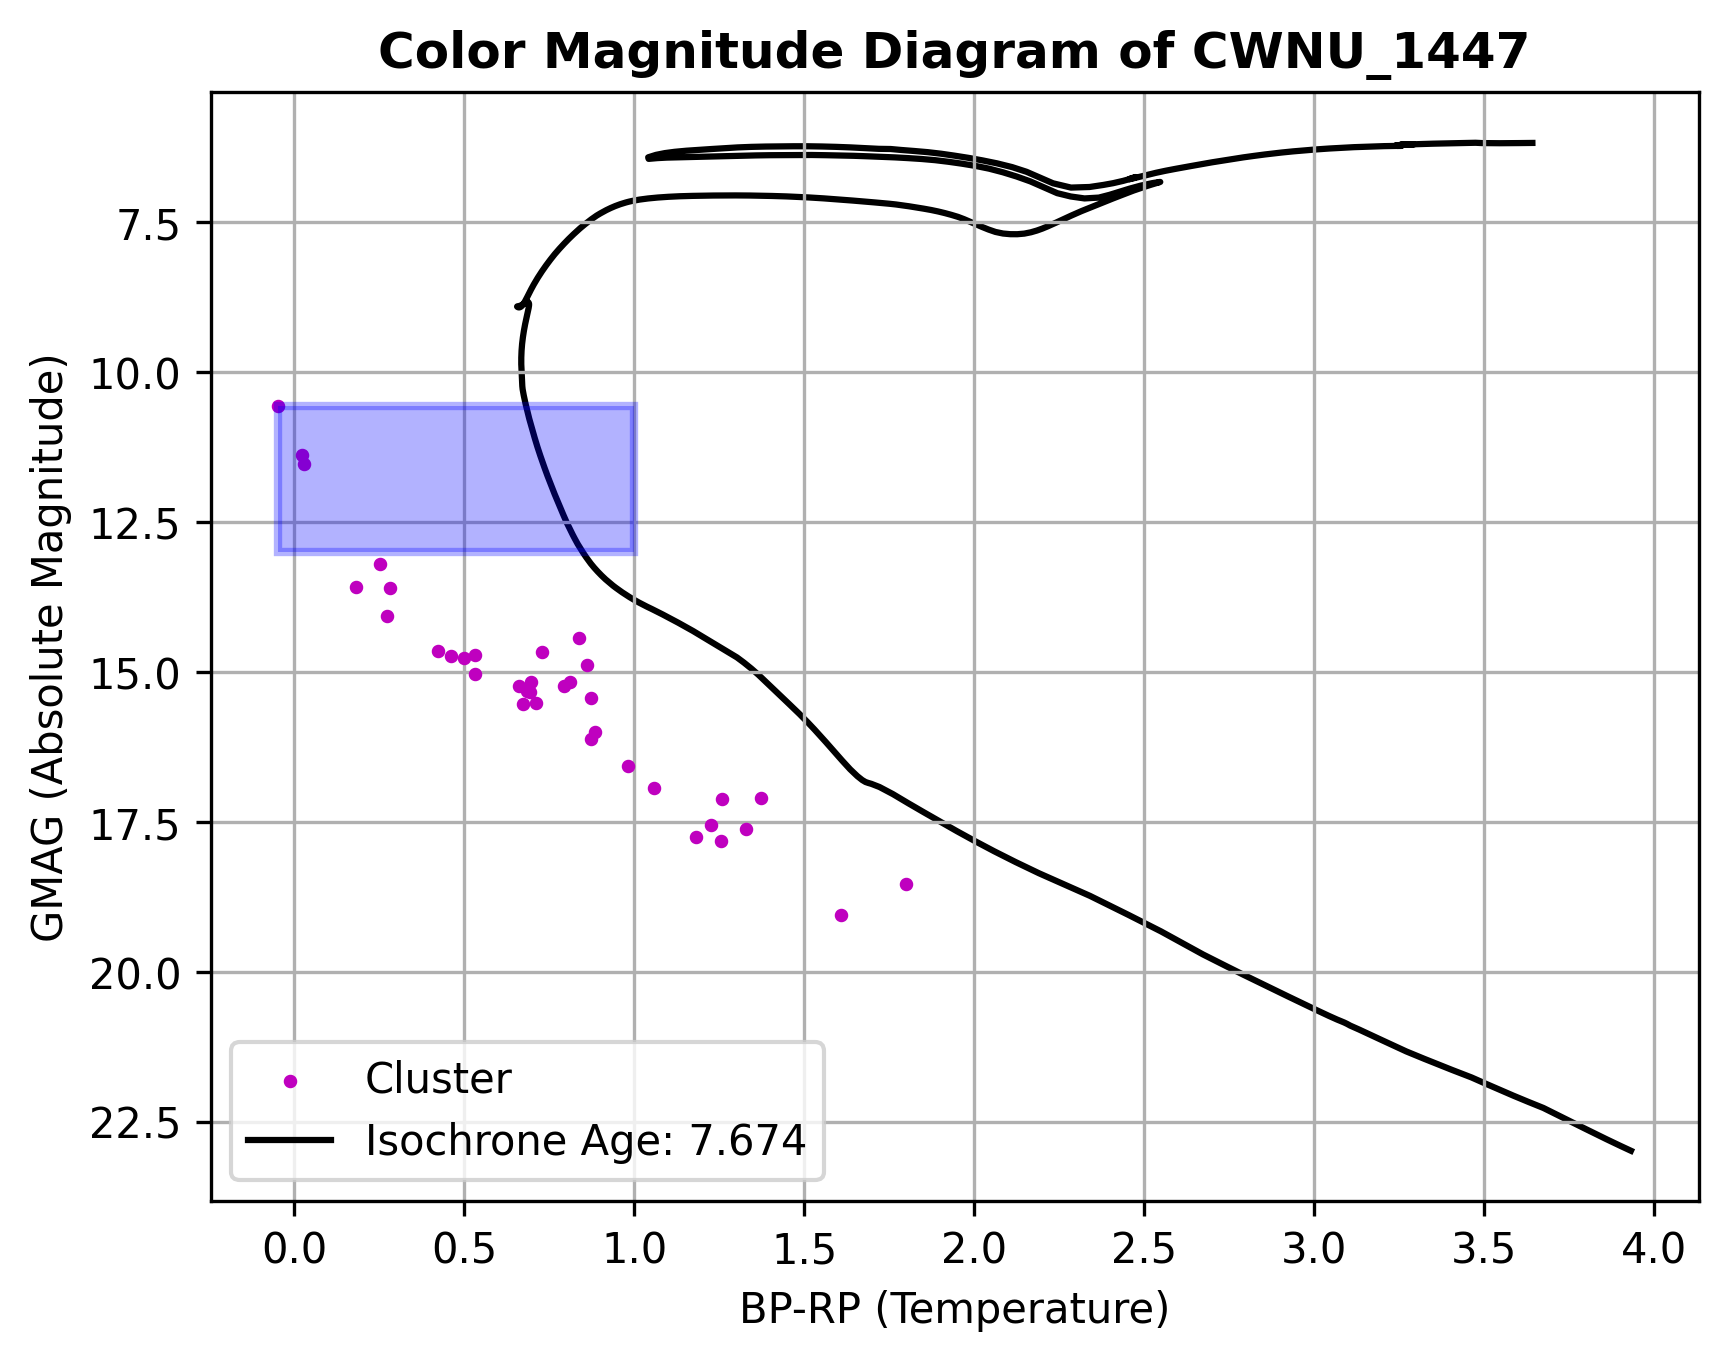 Color Magnitude Diagram of CWNU_1447
GMAG (Absolute Magnitude)
7.5
10.0
12.5
15.0
17.5
20.0
22.5
Cluster
Isochrone Age: 7.674
0.0 0.5 1.0 1.5 2.0 2.5 3.0 3.5 4.0
BP-RP (Temperature)